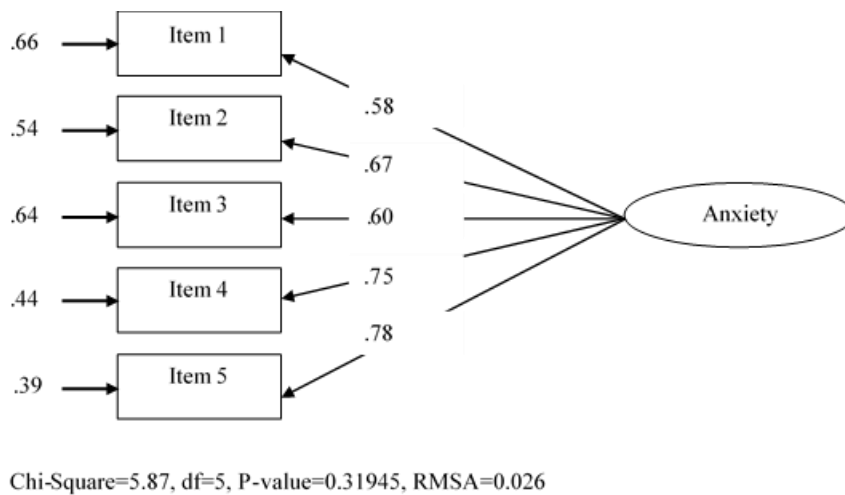 .66
Item 1
.58
.54
Item 2
.67
.64
Item 3
.60
Anxiety
.44
Item 4
.75
.39
Item 5
.78
Chi-Square=5.87, df=5, P-value=0.31945, RMSA=0.026